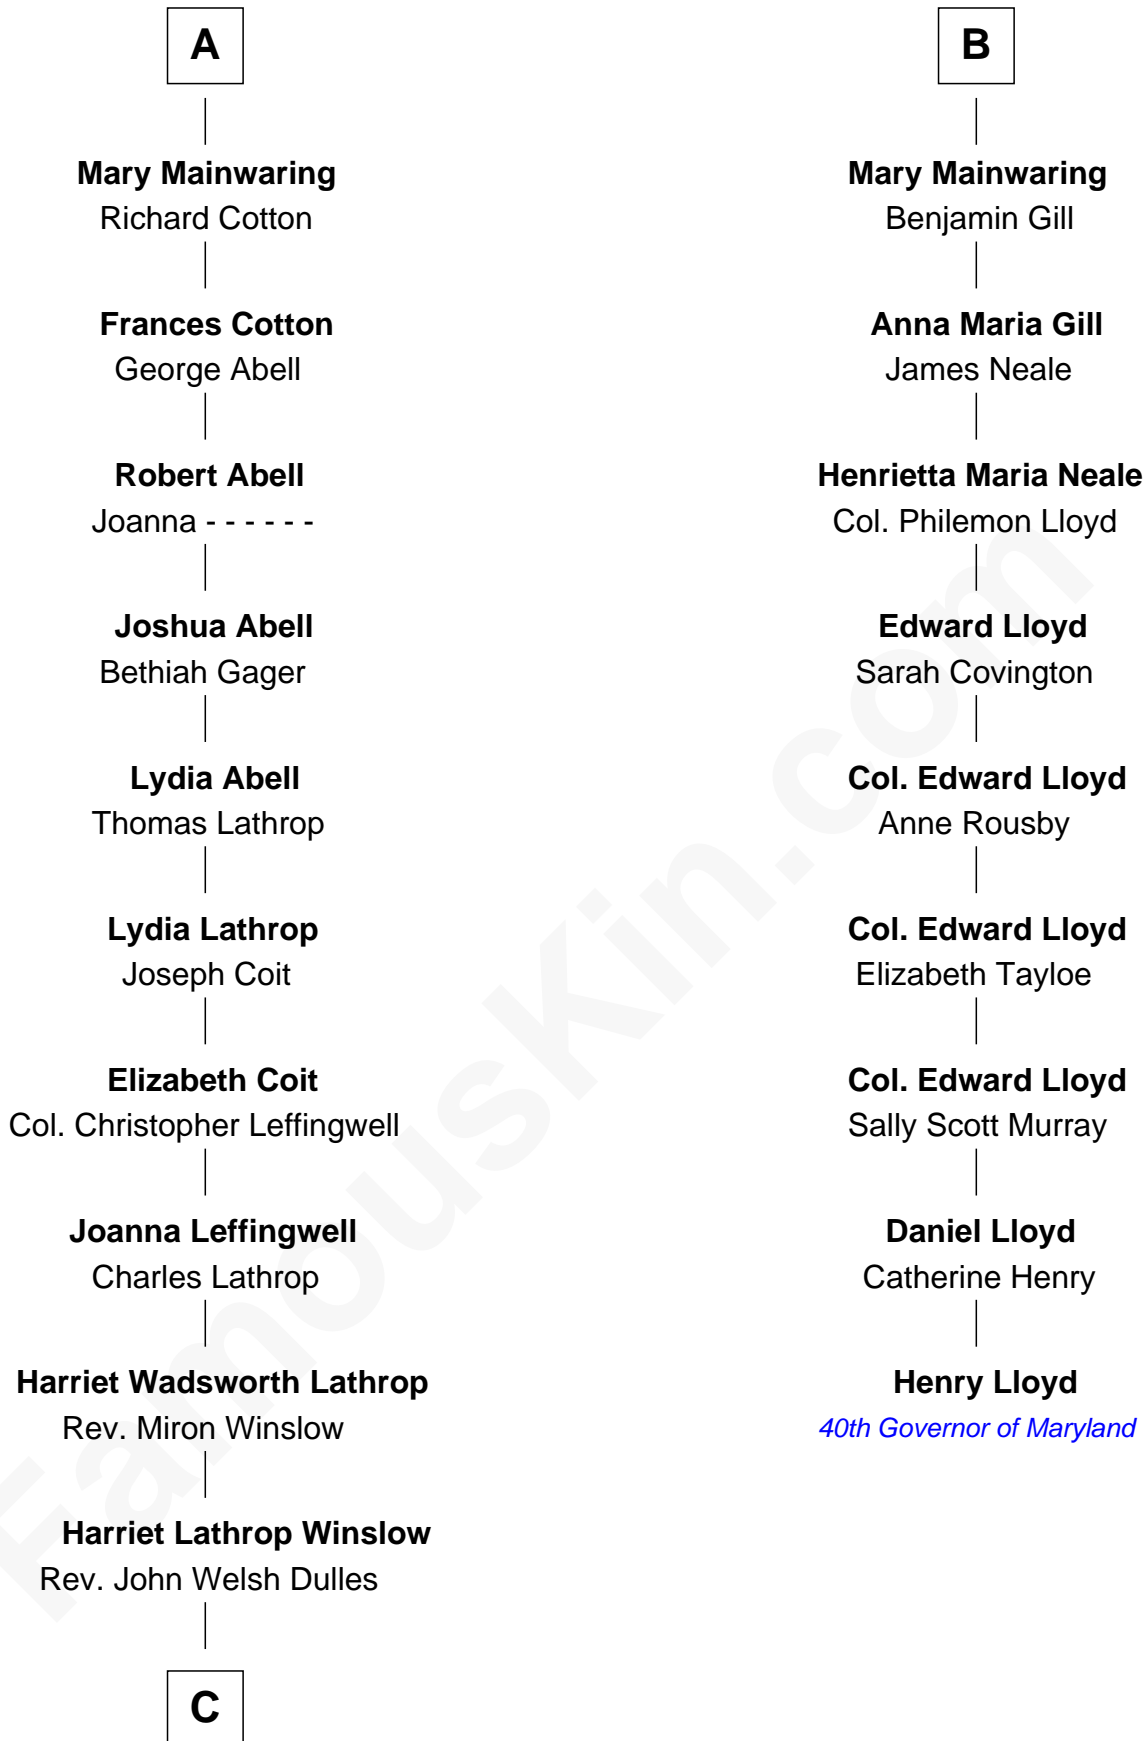 A
Mary Mainwaring
Richard Cotton
Frances Cotton
George Abell
Robert Abell
Joanna - - - - - -
Joshua Abell
Bethiah Gager
Lydia Abell
Thomas Lathrop
Lydia Lathrop
Joseph Coit
Elizabeth Coit
Col. Christopher Leffingwell
Joanna Leffingwell
Charles Lathrop
Harriet Wadsworth Lathrop
Rev. Miron Winslow
Harriet Lathrop Winslow
Rev. John Welsh Dulles
C
B
Mary Mainwaring
Benjamin Gill
Anna Maria Gill
James Neale
Henrietta Maria Neale
Col. Philemon Lloyd
Edward Lloyd
Sarah Covington
Col. Edward Lloyd
Anne Rousby
Col. Edward Lloyd
Elizabeth Tayloe
Col. Edward Lloyd
Sally Scott Murray
Daniel Lloyd
Catherine Henry
Henry Lloyd
40th Governor of Maryland
FamousKin.com